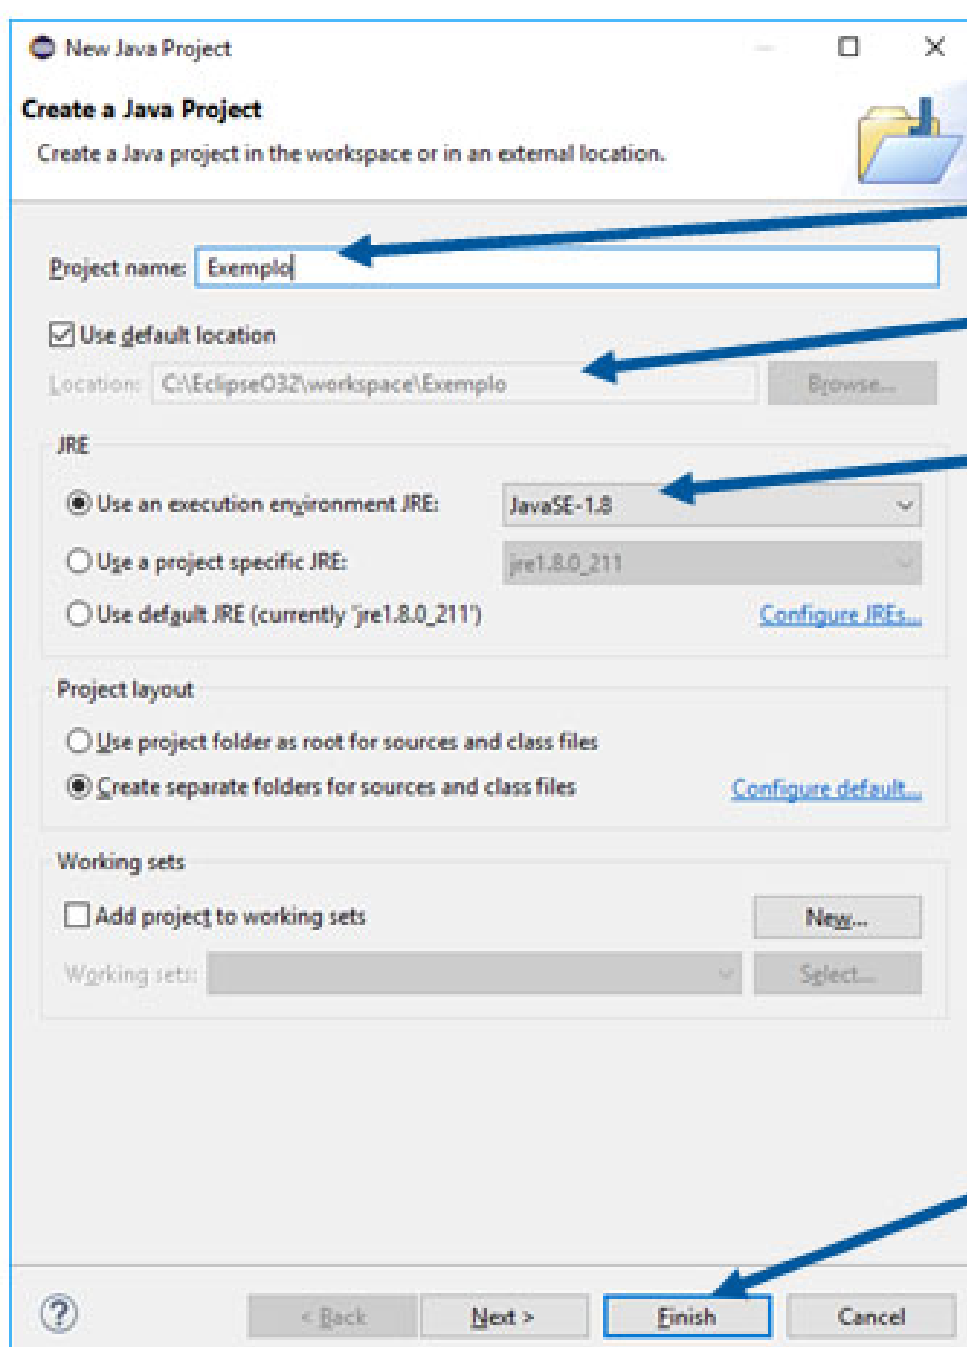 New Java Project
Create a Java Project
Create a Java project in the workspace or in an external location.
Project name: Exemplo
Use default location
Location: C:\EclipseO32\workspace\Exemplo Browse...
JRE
Use an execution environment JRE: JavaSE-1.8
Use a project specific JRE: jre1.8.0_211
Use default JRE (currently 'jre1.8.0_211') Configure JREs...
Project layout
Use project folder as root for sources and class files
Create separate folders for sources and class files Configure default...
Working sets
Add project to working sets New...
Working sets: Select...
? < Back Next > Finish Cancel